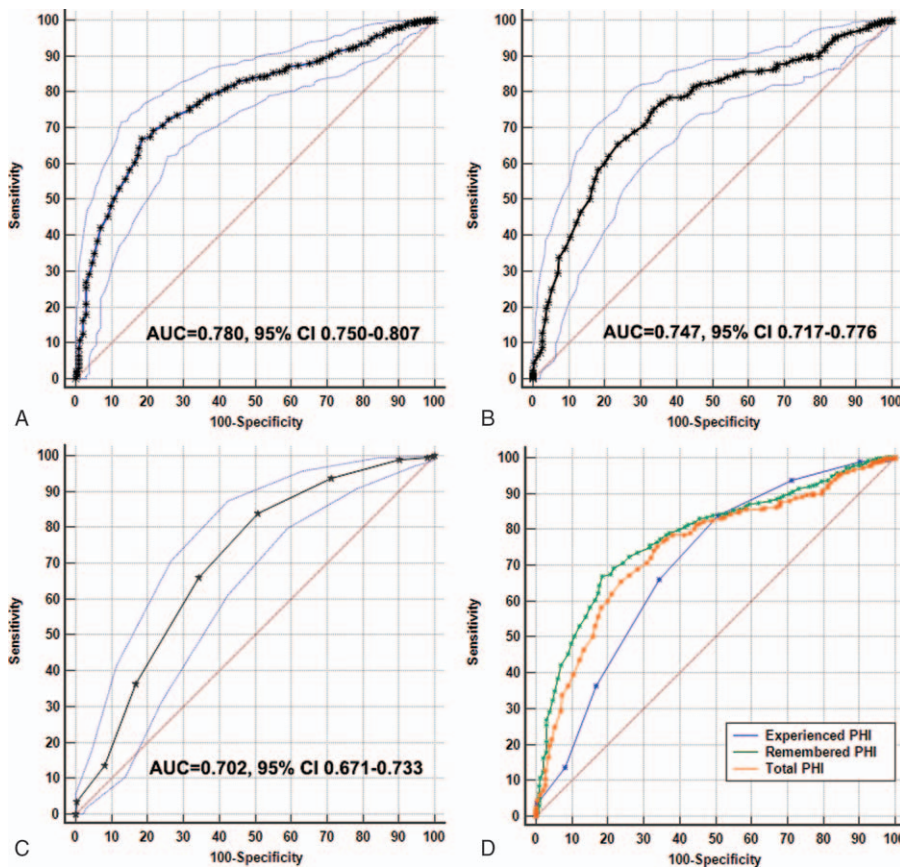 100
90
80
70
60
50
40
30
20
10
0
Sensitivity
AUC=0.780, 95% CI 0.750-0.807
0 10 20 30 40 50 60 70 80 90 100
100-Specificity
A
100
90
80
70
60
50
40
30
20
10
0
Sensitivity
AUC=0.747, 95% CI 0.717-0.776
0 10 20 30 40 50 60 70 80 90 100
100-Specificity
B
100
90
80
70
60
50
40
30
20
10
0
Sensitivity
AUC=0.702, 95% CI 0.671-0.733
0 10 20 30 40 50 60 70 80 90 100
100-Specificity
C
100
90
80
70
60
50
40
30
20
10
0
Sensitivity
Experienced PHI
Remembered PHI
Total PHI
0 10 20 30 40 50 60 70 80 90 100
100-Specificity
D